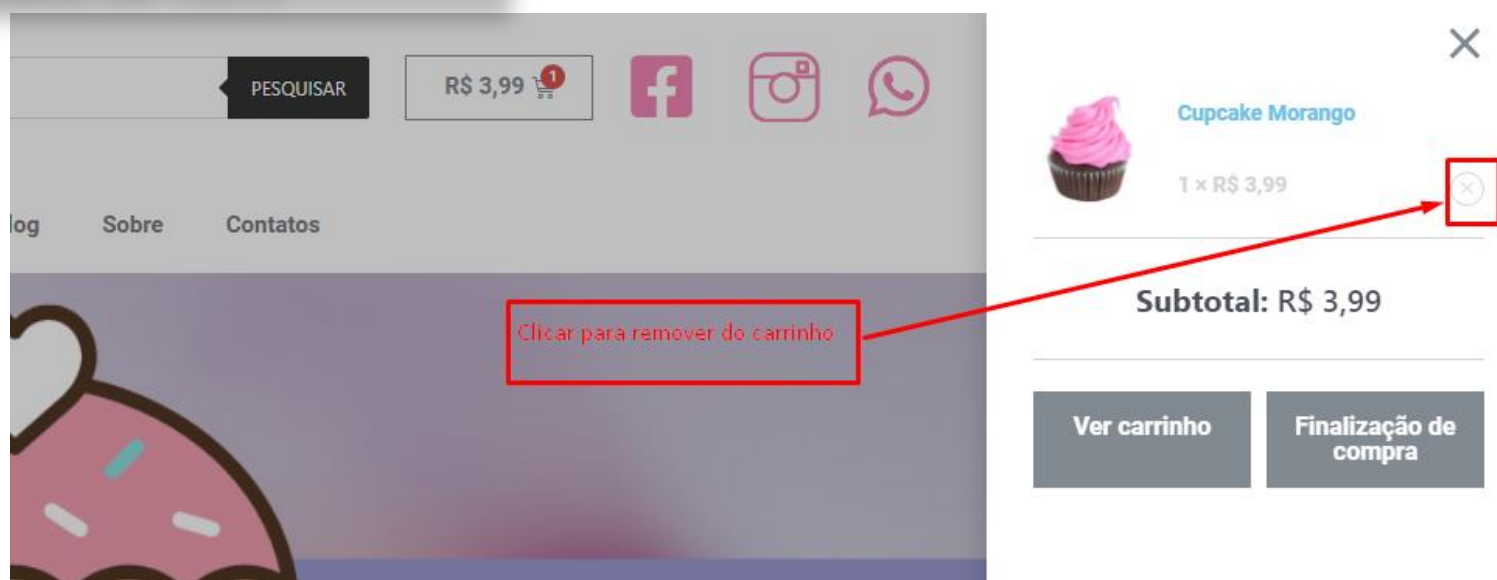 PESQUISAR
R$ 3,99
1
Cupcake Morango
1 × R$ 3,99
log
Sobre
Contatos
Subtotal: R$ 3,99
Clicar para remover do carrinho
Ver carrinho
Finalização de
compra